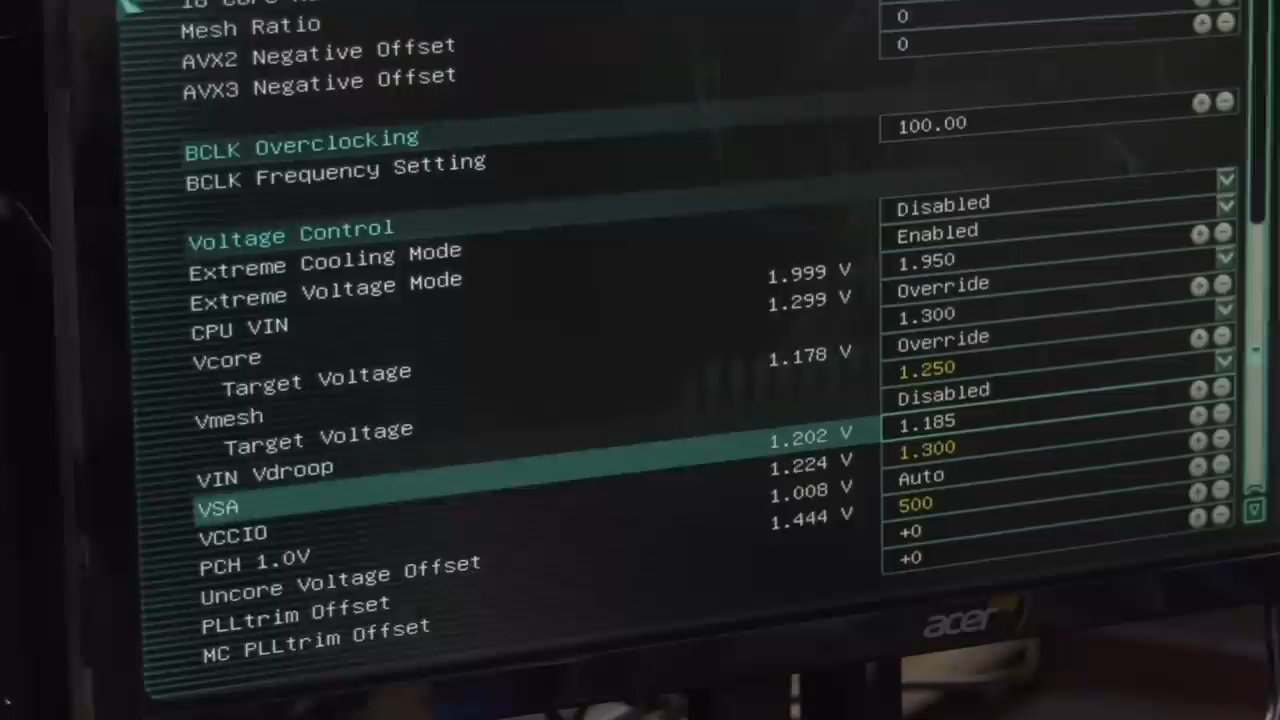 Mesh Ratio
AVX2 Negative Offset 0
AVX3 Negative Offset 0
BCLK Overclocking
BCLK Frequency Setting 100.00
Voltage Control
Extreme Cooling Mode Disabled
Extreme Voltage Mode Enabled
CPU VIN 1.999 V 1.950
Vcore 1.299 V Override
Target Voltage 1.300
Vmesh 1.178 V Override
Target Voltage 1.250
VIN Vdroop Disabled
VSA 1.202 V 1.185
VCCIO 1.224 V 1.300
PCH 1.0V 1.008 V Auto
Uncore Voltage Offset 1.444 V 500
PLLtrim Offset +0
MC PLLtrim Offset +0
acer